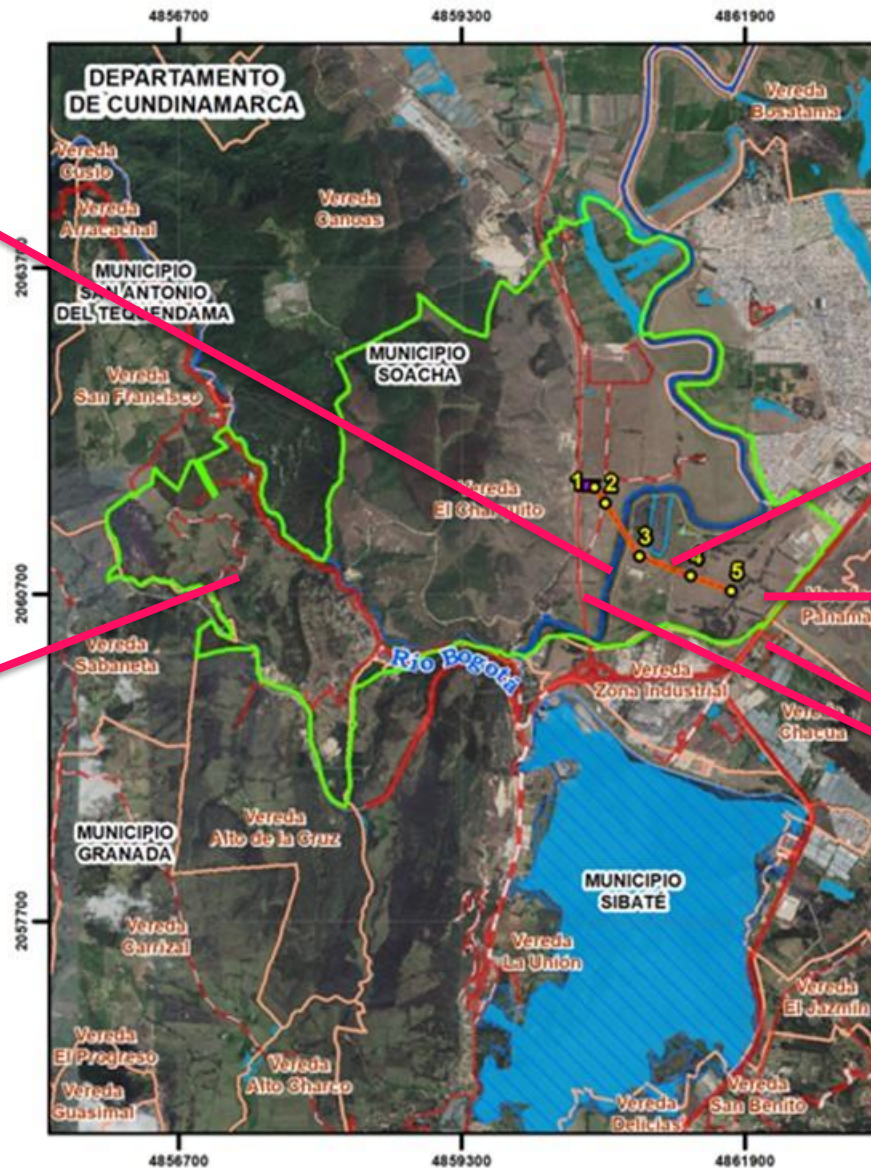 4856700
4859300
4861900
DEPARTAMENTO
DE CUNDINAMARCA
Vereda
Bosatama
Vereda
Cusio
Vereda
Arracachal
Vereda
Canoas
2063700
MUNICIPIO
SAN ANTONIO
DEL TEQUENDAMA
MUNICIPIO
SOACHA
Vereda
San Francisco
1
2
Vereda
El Charquito
3
4
5
2060700
Panamá
Vereda
Sabaneta
Río Bogotá
Vereda
Zona Industrial
Vereda
Chacua
Vereda
Alto de la Cruz
MUNICIPIO
GRANADA
MUNICIPIO
SIBATÉ
2057700
Vereda
Carrizal
Vereda
La Unión
Vereda
El Jazmín
Vereda
El Progreso
Vereda
Alto Charco
Vereda
Guasimal
Vereda
San Benito
Vereda
Delicias
4856700
4859300
4861900